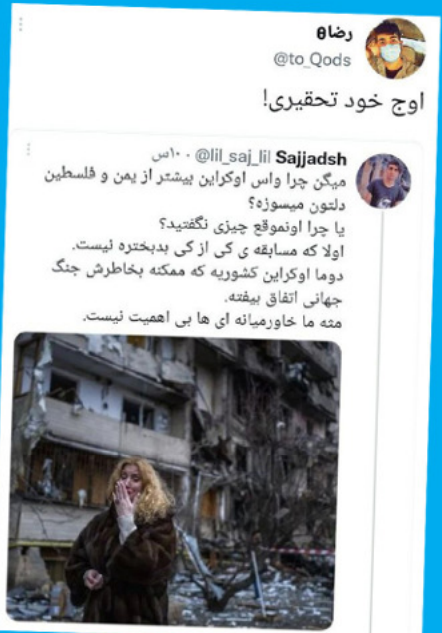 رضا θ
@to_Qods
اوج خود تحقیری!
Sajjadsh @lil_saj_lil · ۱۰س
میگن چرا واس اوکراین بیشتر از یمن و فلسطین
دلتون میسوزه؟
یا چرا اونموقع چیزی نگفتید؟
اولا که مسابقه ی کی از کی بدبختره نیست.
دوما اوکراین کشوریه که ممکنه بخاطرش جنگ
جهانی اتفاق بیفته.
مثه ما خاورمیانه ای ها بی اهمیت نیست.